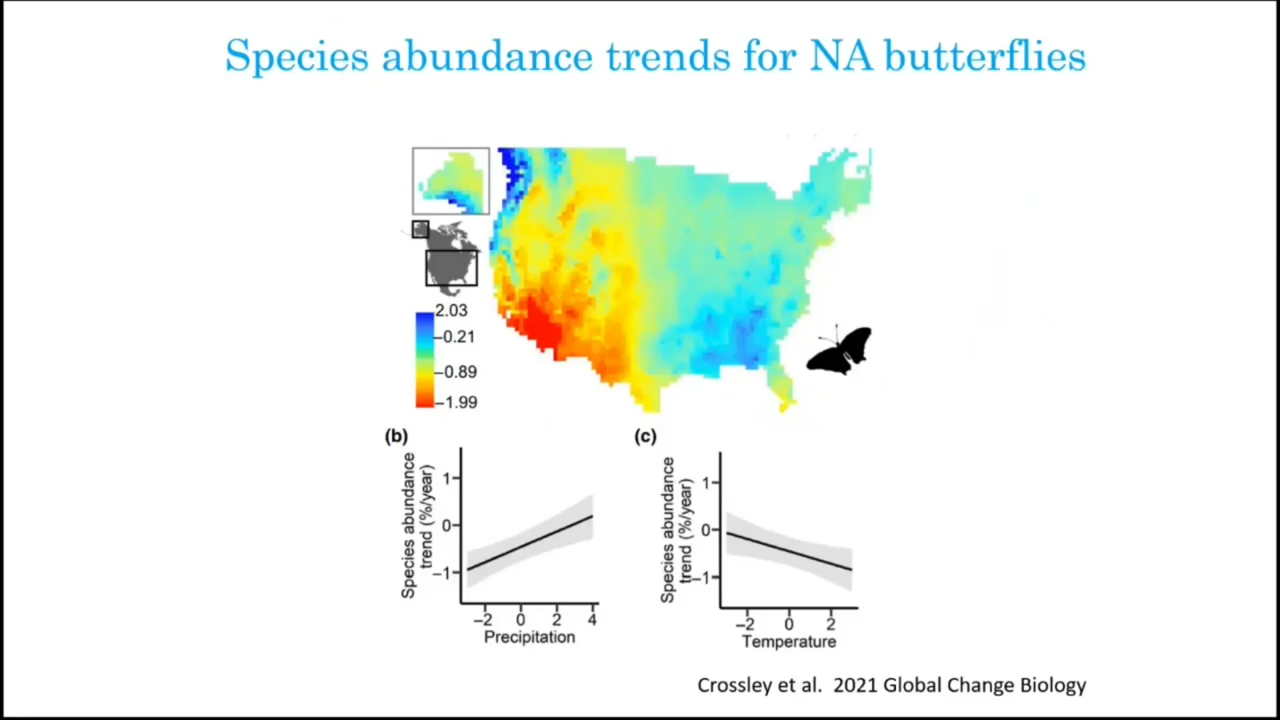 Species abundance trends for NA butterflies
2.03
−0.21
−0.89
−1.99
(b)
Species abundance
trend (%/year)
1
0
−1
−2 0 2 4
Precipitation
(c)
Species abundance
trend (%/year)
1
0
−1
−2 0 2
Temperature
Crossley et al. 2021 Global Change Biology